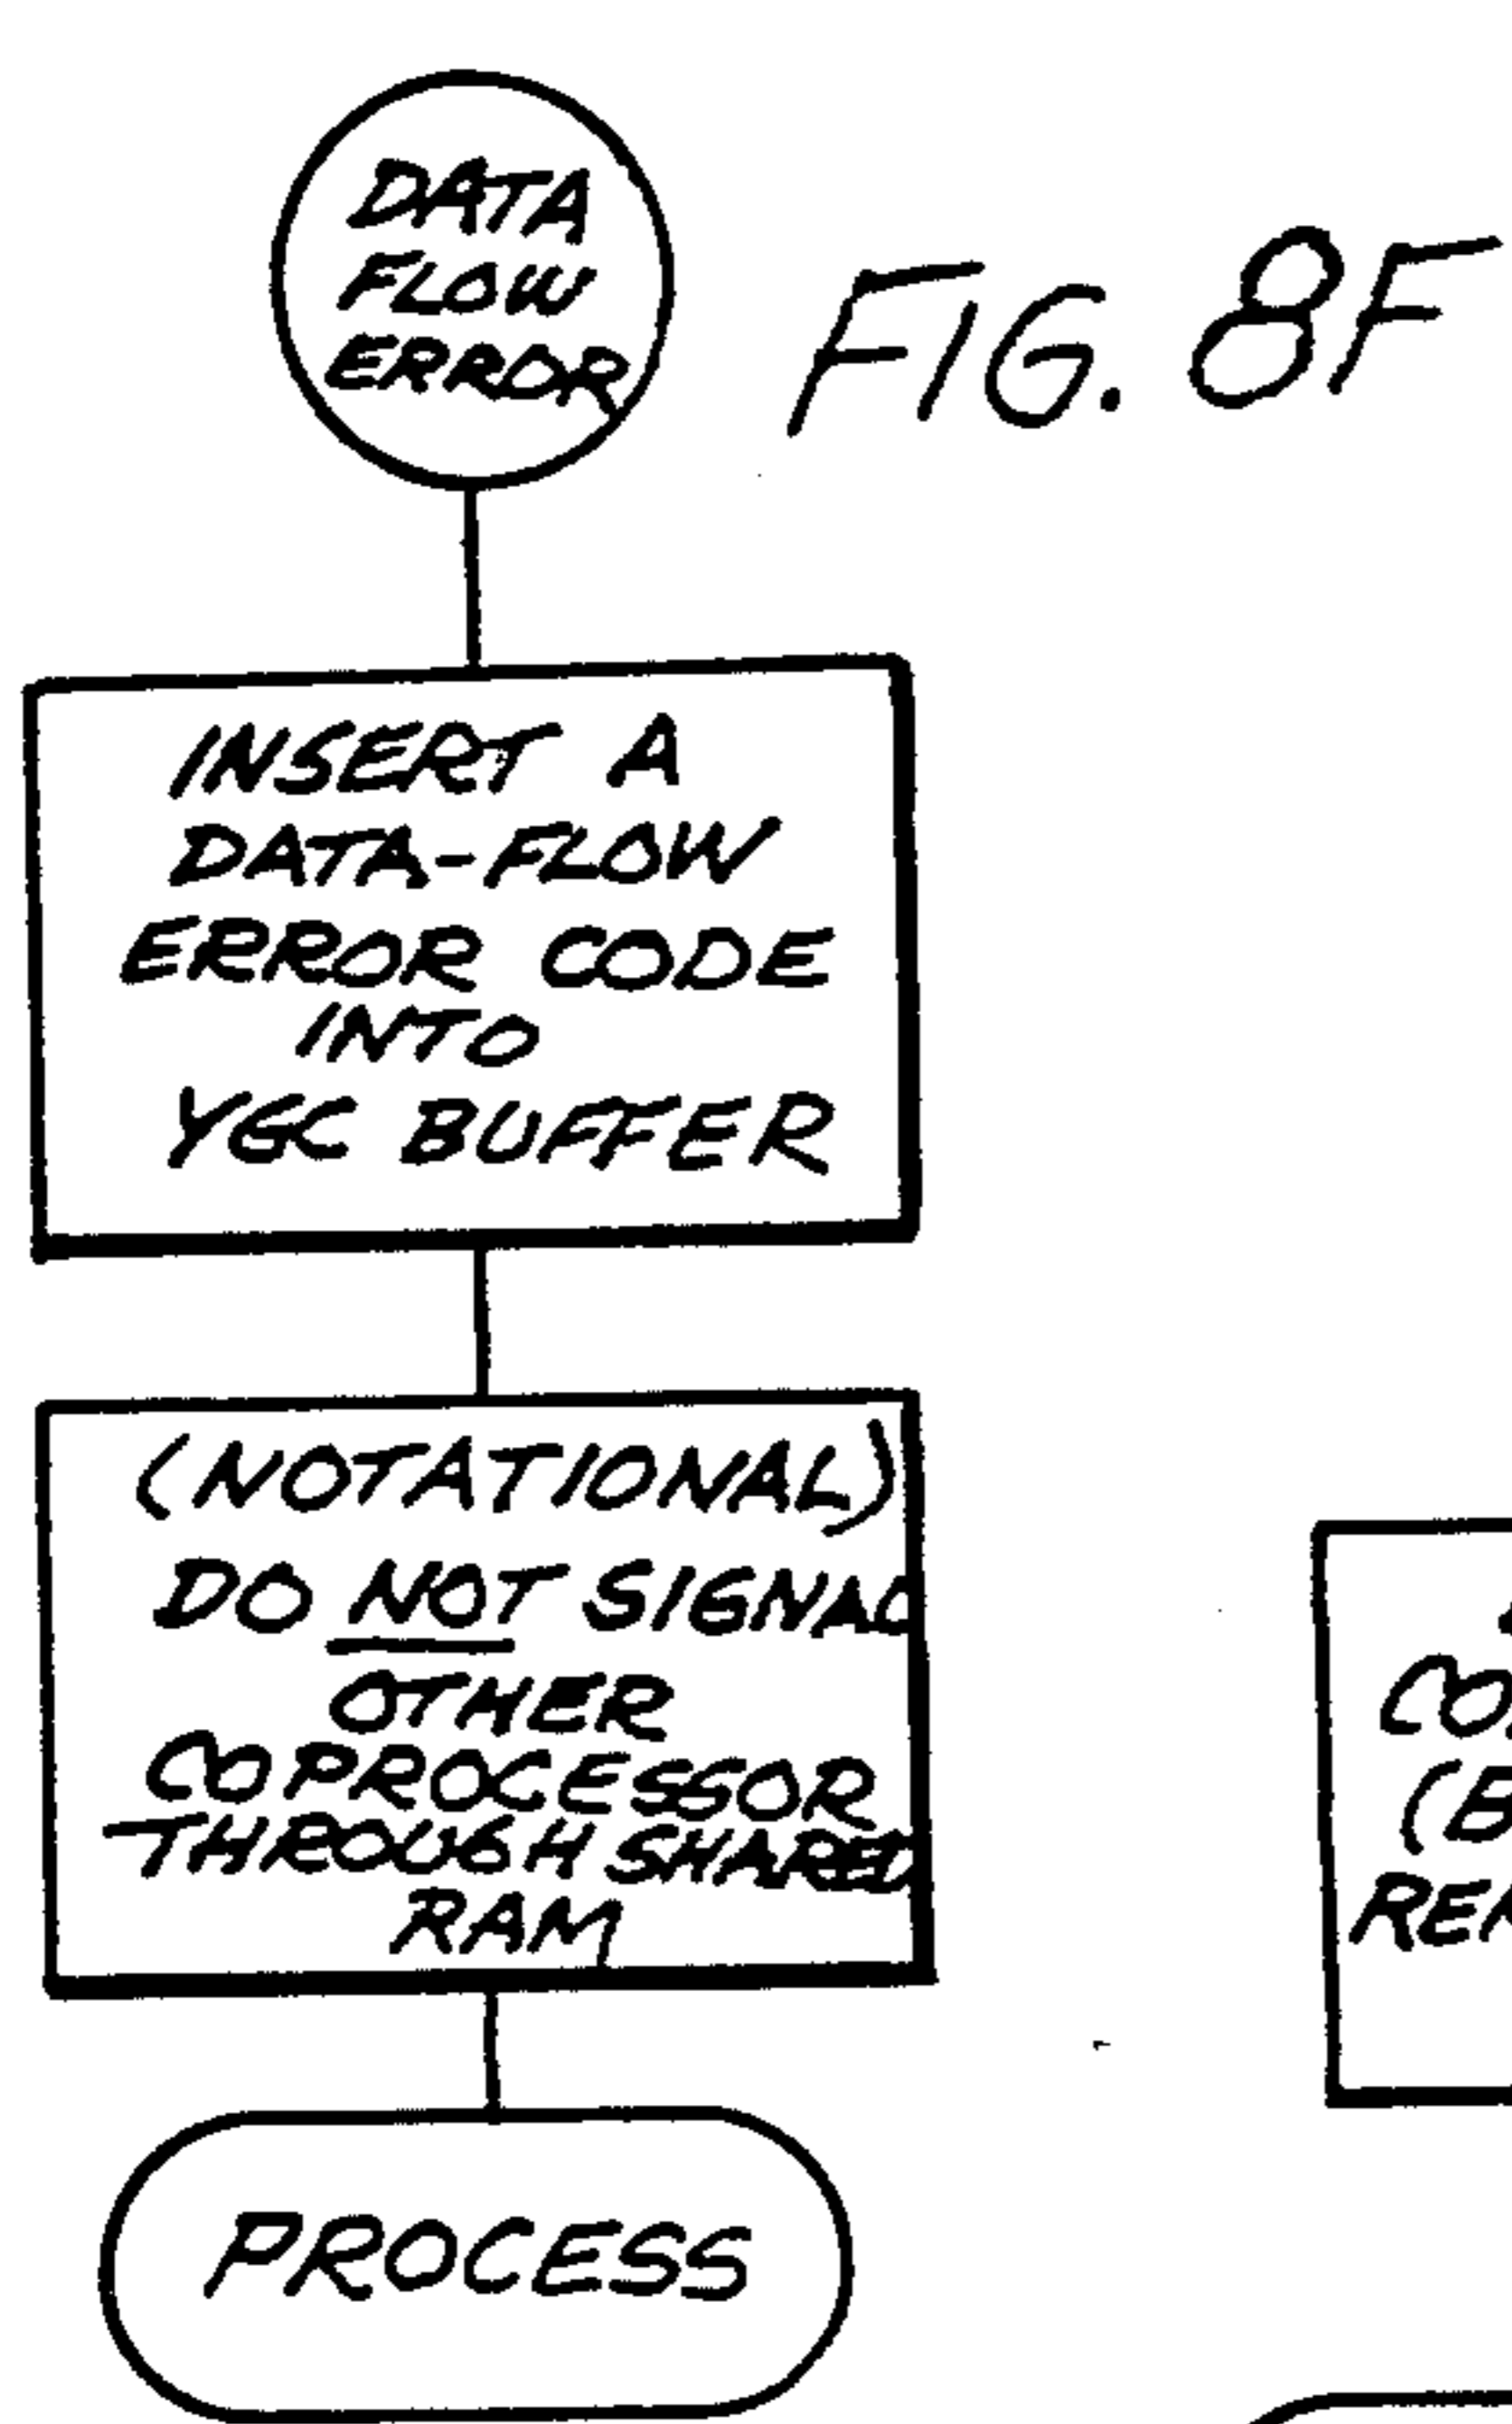 DATA
FLOW
ERROR
FIG. 8F
INSERT A
DATA-FLOW
ERROR CODE
INTO
YGC BUFFER
(NOTATIONAL)
DO NOT SIGNAL
OTHER
COPROCESSOR
THROUGH SHARED
RAM
PROCESS